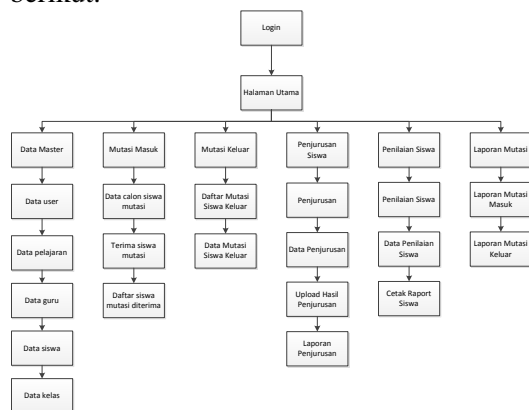 berikut:
Login
Halaman Utama
Data Master
Data user
Data pelajaran
Data guru
Data siswa
Data kelas
Mutasi Masuk
Data calon siswa
mutasi
Terima siswa
mutasi
Daftar siswa
mutasi diterima
Mutasi Keluar
Daftar Mutasi
Siswa Keluar
Data Mutasi
Siswa Keluar
Penjurusan
Siswa
Penjurusan
Data Penjurusan
Upload Hasil
Penjurusan
Laporan
Penjurusan
Penilaian Siswa
Penilaian Siswa
Data Penilaian
Siswa
Cetak Raport
Siswa
Laporan Mutasi
Laporan Mutasi
Masuk
Laporan Mutasi
Keluar